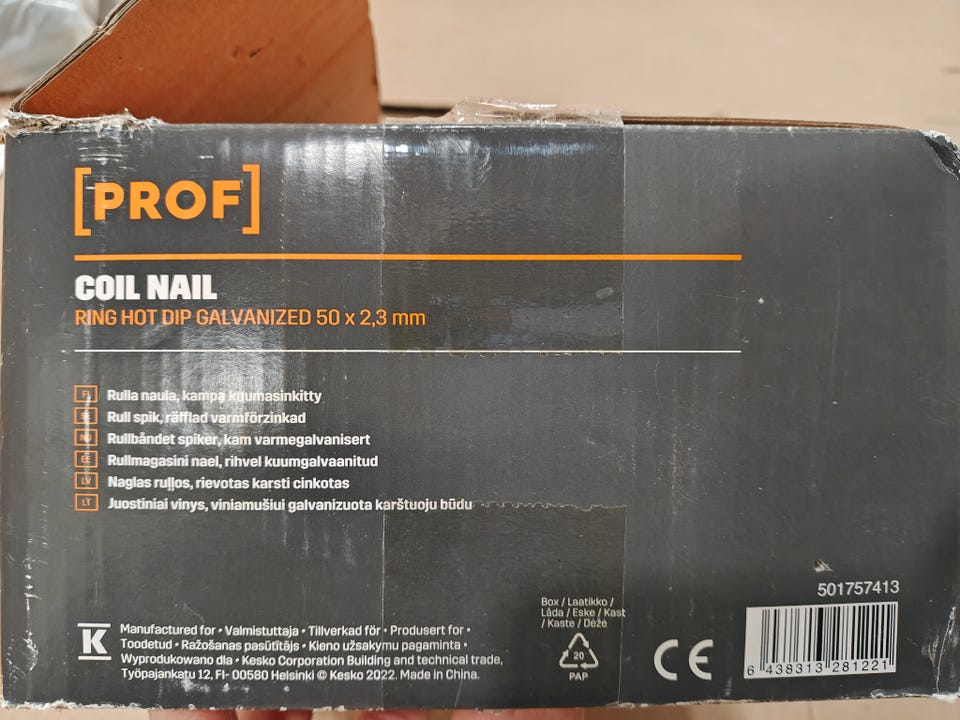 [PROF]
COIL NAIL
RING HOT DIP GALVANIZED 50 x 2,3 mm
FI Rulla naula, kampa kuumasinkitty
SE Rull spik, räfflad varmförzinkad
NO Rullbåndet spiker, kam varmegalvanisert
EE Rullmagasini nael, rihvel kuumgalvaanitud
LV Naglas ruļļos, rievotas karsti cinkotas
LT Juostiniai vinys, viniamušiui galvanizuota karštuoju būdu
501757413
Box / Laatikko /
Låda / Eske / Kast
/ Kaste / Dėžė
K
Manufactured for • Valmistuttaja • Tillverkad för • Produsert for •
Toodetud • Ražošanas pasūtītājs • Kieno užsakymu pagaminta •
Wyprodukowano dla • Kesko Corporation Building and technical trade,
Työpajankatu 12, FI- 00580 Helsinki © Kesko 2022. Made in China.
20
PAP
CE
6 438313 281221